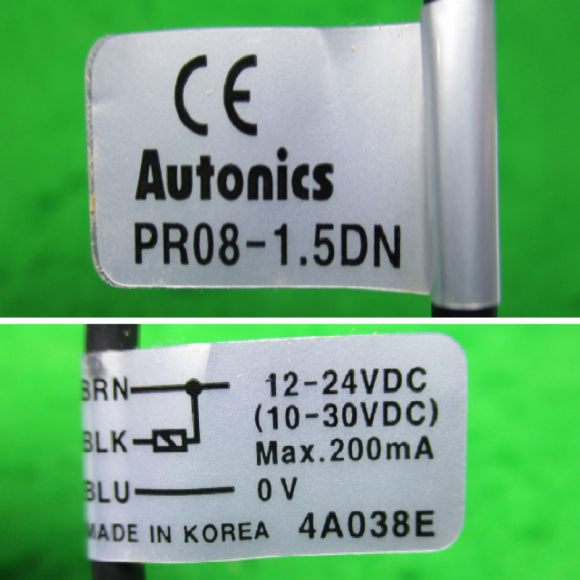 CE
Autonics
PR08-1.5DN
BRN 12-24VDC
(10-30VDC)
BLK Max.200mA
BLU 0V
MADE IN KOREA 4A038E